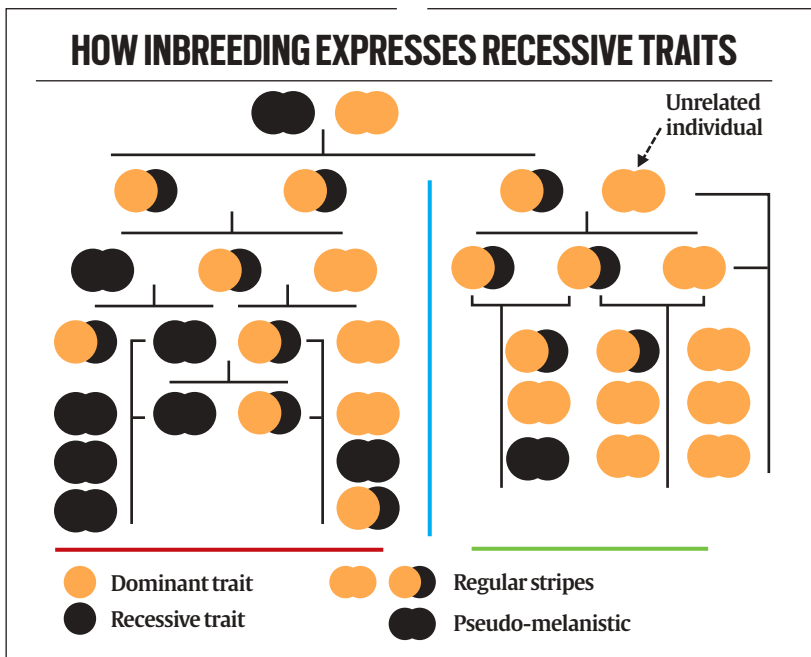 HOW INBREEDING EXPRESSES RECESSIVE TRAITS
Unrelated
individual
Dominant trait
Recessive trait
Regular stripes
Pseudo-melanistic